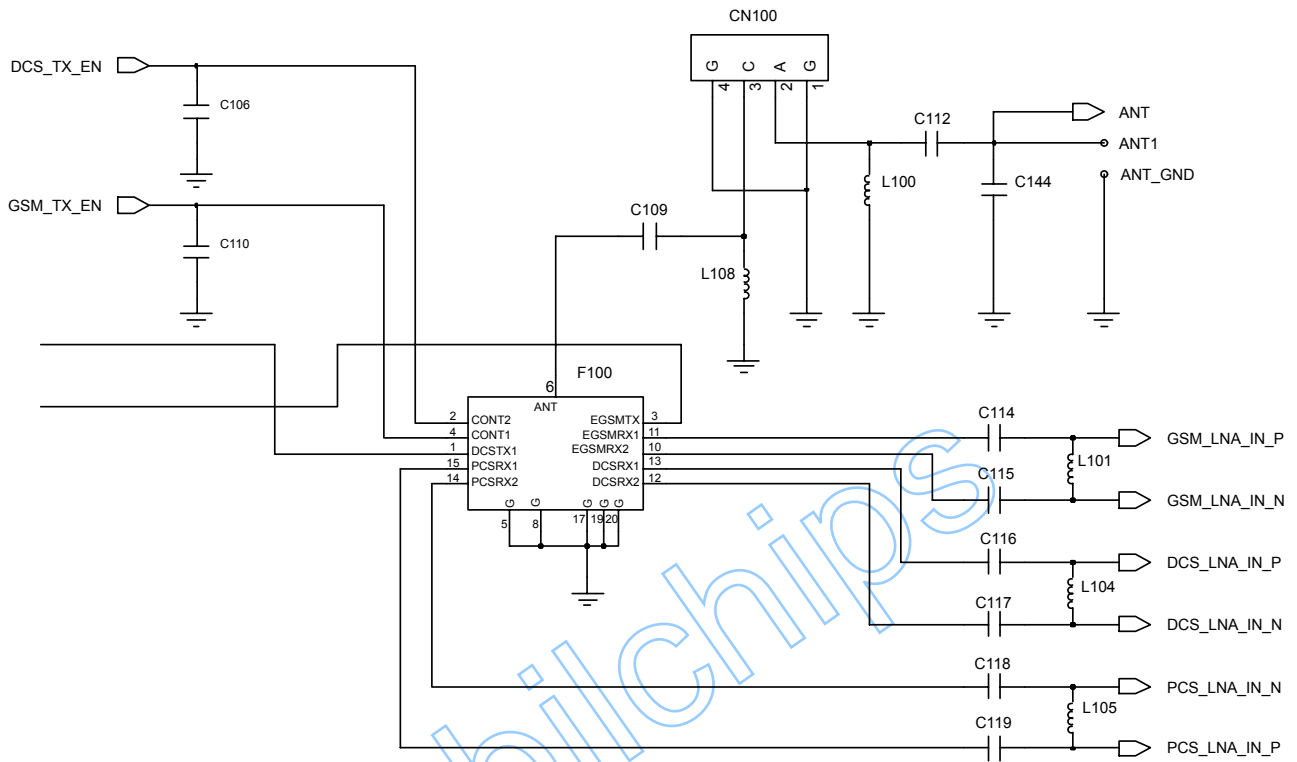 CN100
G C A G
4 3 2 1
DCS_TX_EN
C106
GSM_TX_EN
C110
C109
L108
C112
L100
C144
ANT
ANT1
ANT_GND
F100
6
ANT
2 CONT2
4 CONT1
1 DCSTX1
15 PCSRX1
14 PCSRX2
EGSMTX 3
EGSMRX1 11
EGSMRX2 10
DCSRX1 13
DCSRX2 12
G G G G G
5 8 17 19 20
C114
GSM_LNA_IN_P
L101
C115
GSM_LNA_IN_N
C116
DCS_LNA_IN_P
L104
C117
DCS_LNA_IN_N
C118
PCS_LNA_IN_N
L105
C119
PCS_LNA_IN_P